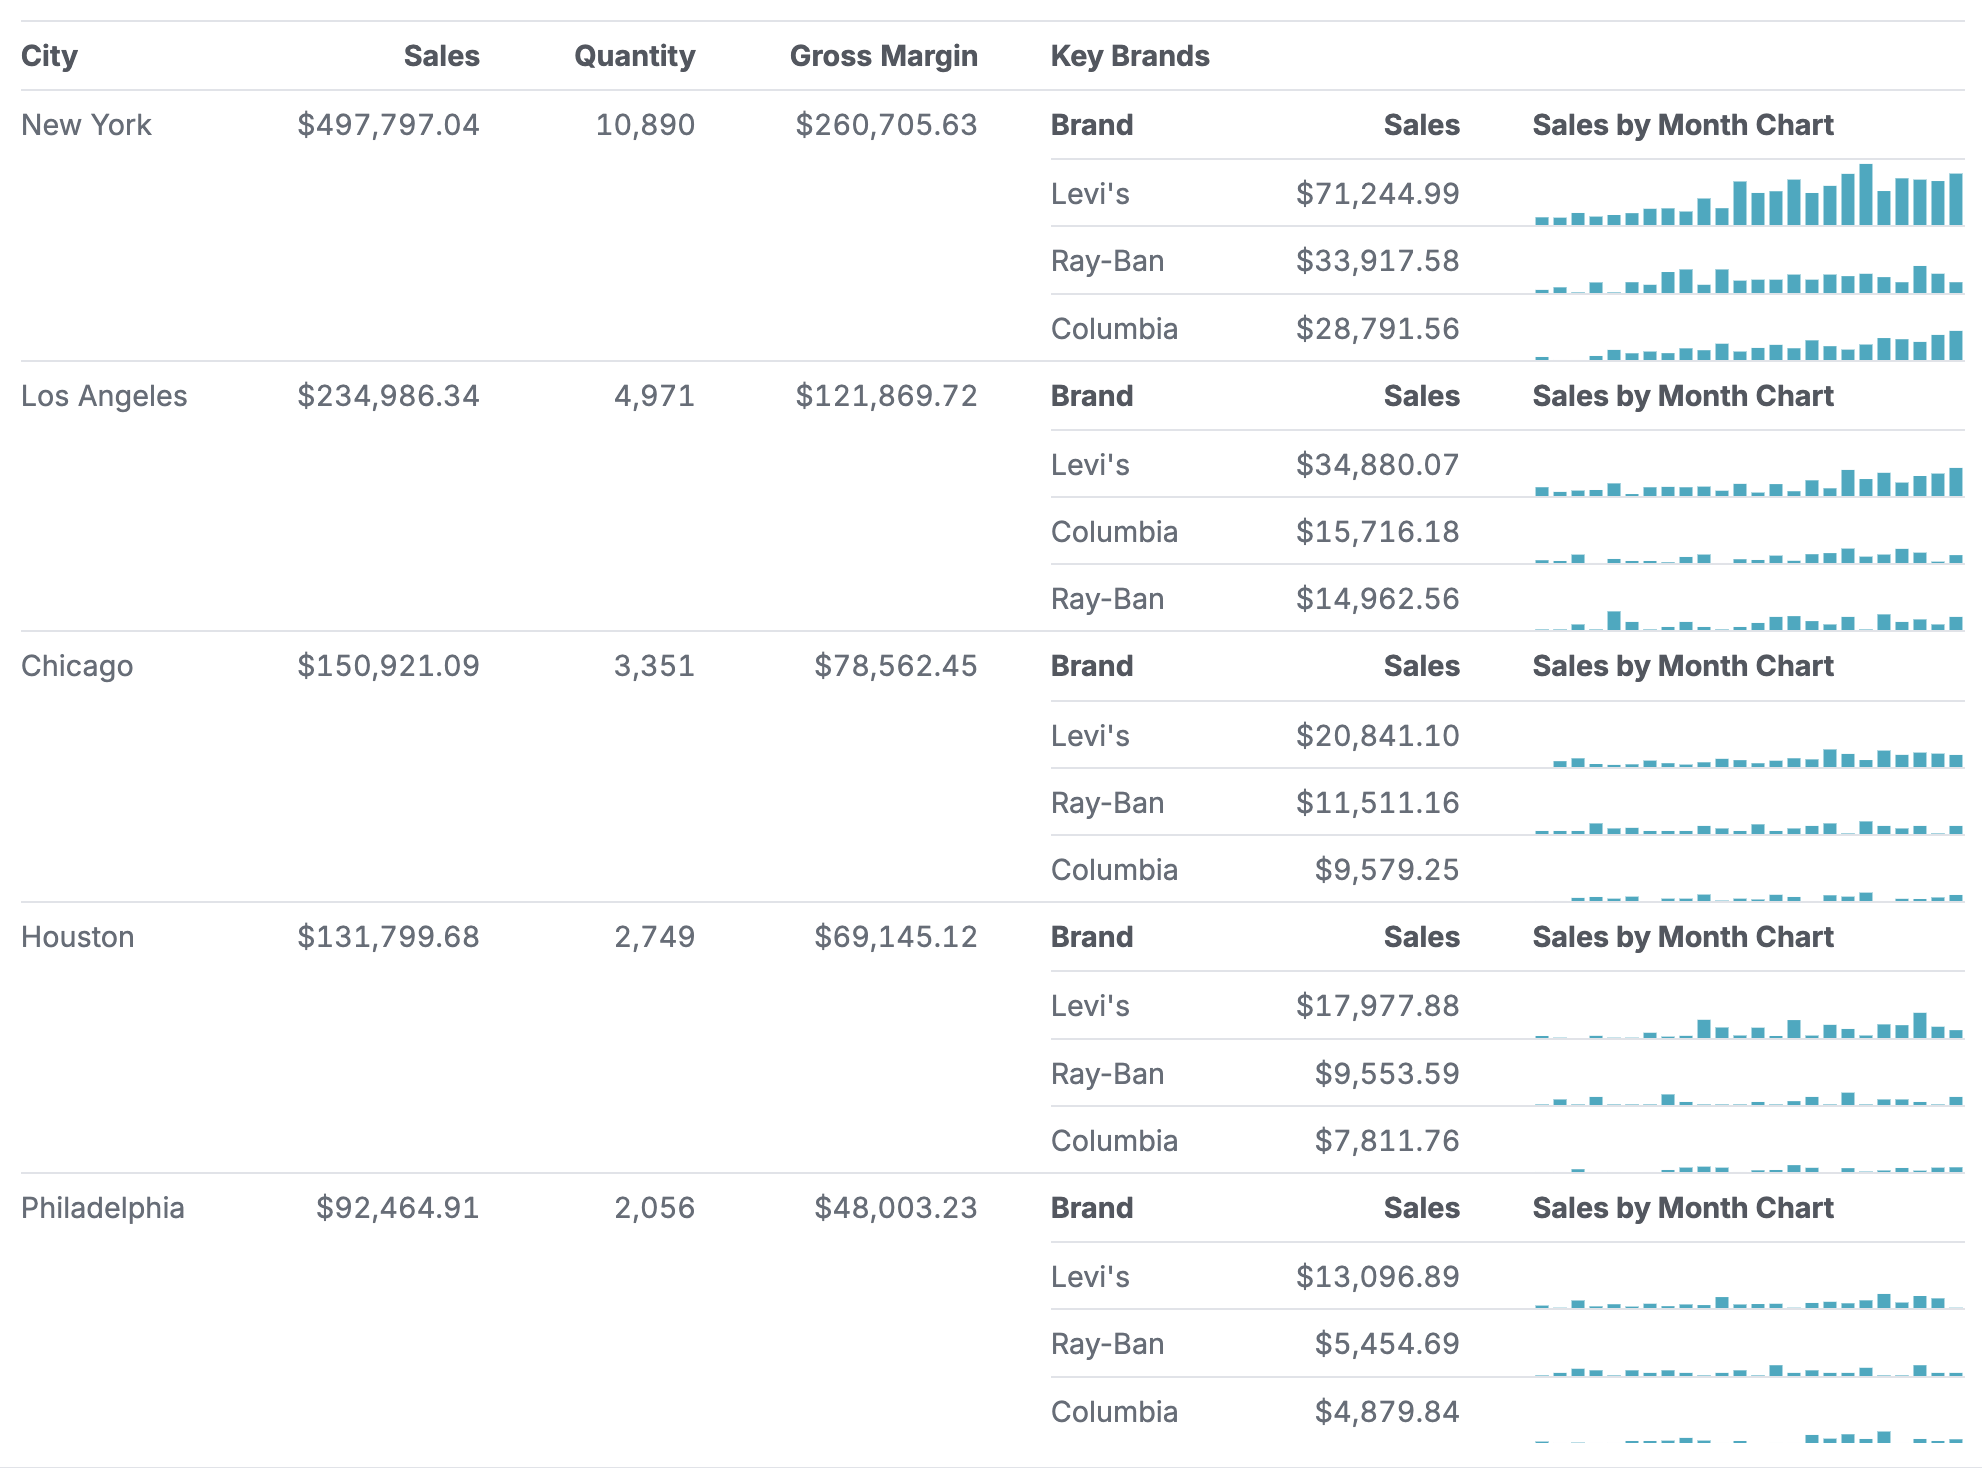 City Sales Quantity Gross Margin Key Brands
New York $497,797.04 10,890 $260,705.63 Brand Sales Sales by Month Chart
Levi's $71,244.99
Ray-Ban $33,917.58
Columbia $28,791.56
Los Angeles $234,986.34 4,971 $121,869.72 Brand Sales Sales by Month Chart
Levi's $34,880.07
Columbia $15,716.18
Ray-Ban $14,962.56
Chicago $150,921.09 3,351 $78,562.45 Brand Sales Sales by Month Chart
Levi's $20,841.10
Ray-Ban $11,511.16
Columbia $9,579.25
Houston $131,799.68 2,749 $69,145.12 Brand Sales Sales by Month Chart
Levi's $17,977.88
Ray-Ban $9,553.59
Columbia $7,811.76
Philadelphia $92,464.91 2,056 $48,003.23 Brand Sales Sales by Month Chart
Levi's $13,096.89
Ray-Ban $5,454.69
Columbia $4,879.84